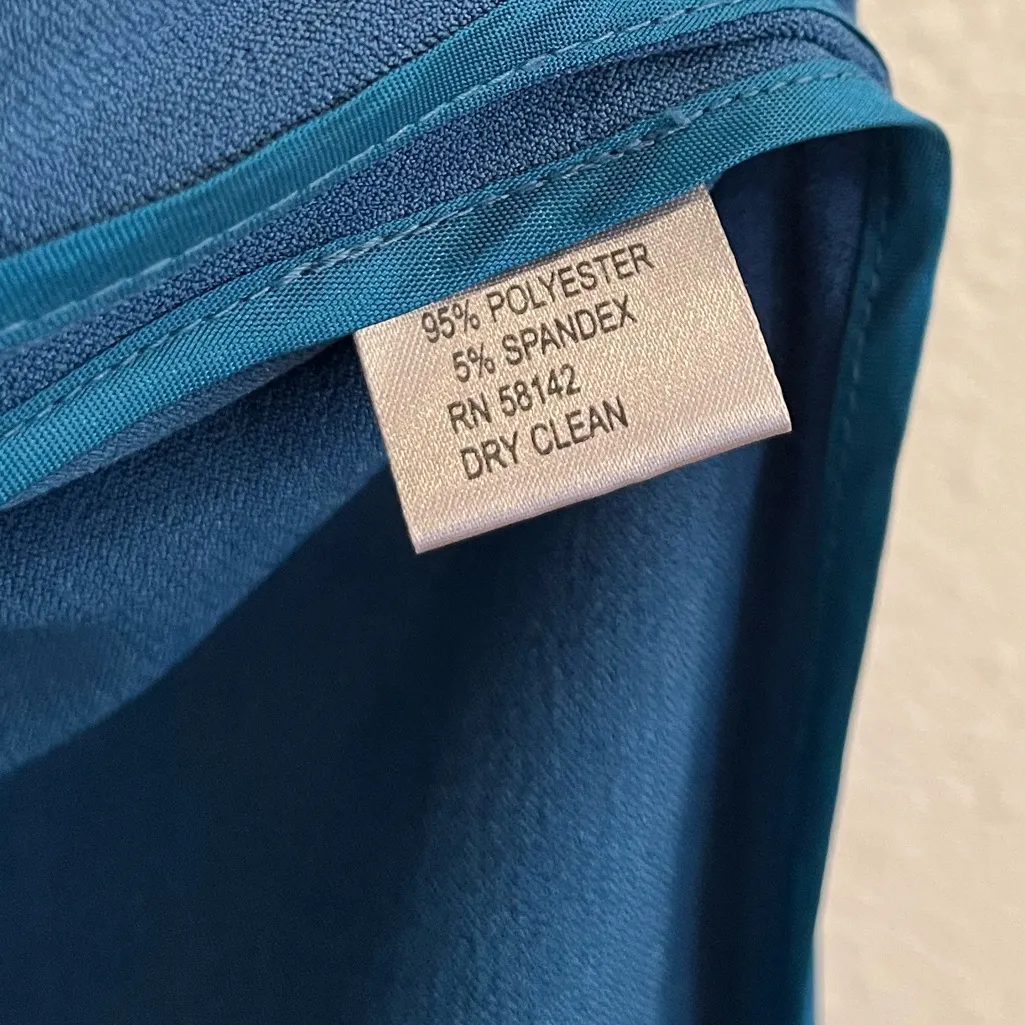 95% POLYESTER
5% SPANDEX
RN 58142
DRY CLEAN